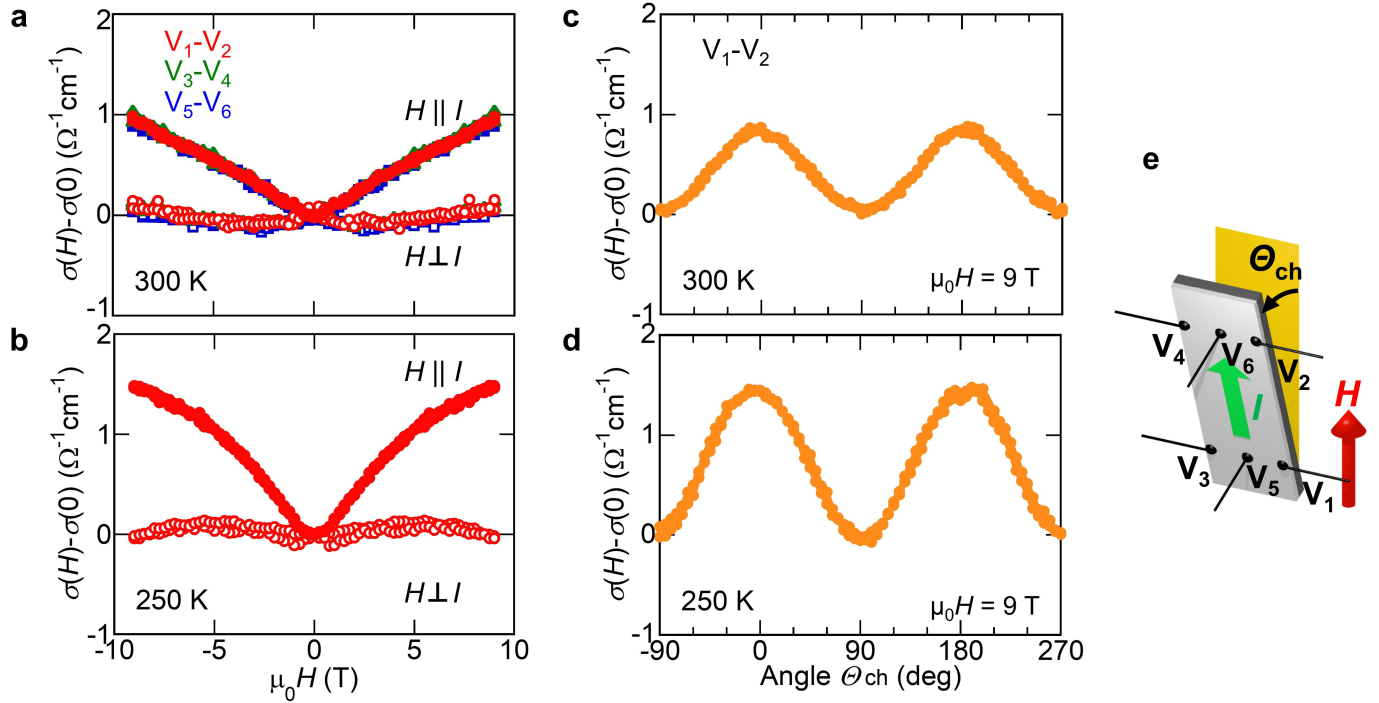 a
σ(H)-σ(0) (Ω⁻¹cm⁻¹)
2
1
0
-1
V₁-V₂
V₃-V₄
V₅-V₆
H || I
H⊥I
300 K
b
σ(H)-σ(0) (Ω⁻¹cm⁻¹)
2
1
0
-1
H || I
H⊥I
250 K
-10 -5 0 5 10
μ₀H (T)
c
σ(H)-σ(0) (Ω⁻¹cm⁻¹)
2
1
0
-1
V₁-V₂
300 K
μ₀H = 9 T
d
σ(H)-σ(0) (Ω⁻¹cm⁻¹)
2
1
0
-1
250 K
μ₀H = 9 T
-90 0 90 180 270
Angle Θch (deg)
e
Θch
V₄
V₆
V₂
I
H
V₃
V₅
V₁